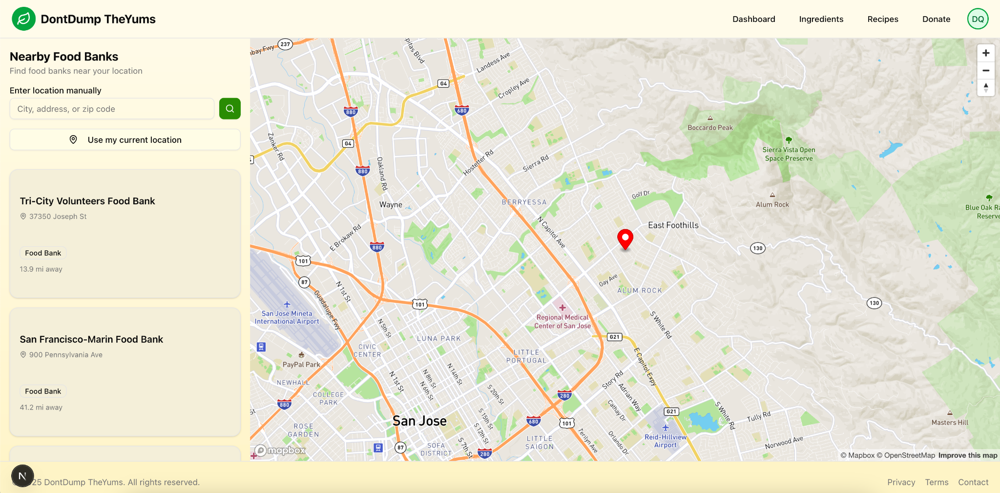 DontDump TheYums
Dashboard
Ingredients
Recipes
Donate
DQ
Nearby Food Banks
Find food banks near your location
Enter location manually
City, address, or zip code
Use my current location
Tri-City Volunteers Food Bank
37350 Joseph St
Food Bank
13.9 mi away
San Francisco-Marin Food Bank
900 Pennsylvania Ave
Food Bank
41.2 mi away
237
Landess Ave
G4
Cropley Ave
880
680
Boccardo Peak
Zanker Rd
G4
Sierra Vista Open
Space Preserve
Hostetter Rd
Sierra Rd
Oakland Rd
880
Golf Dr
Wayne
BERRYESSA
Alum Rock
Blue Oak
Reserve
N Capitol Ave
East Foothills
E Brokaw Rd
880
130
101
87
Gay Ave
ALUM ROCK
N 1st St
Guadalupe Fwy
101
130
San José Mineta
International Airport
Regional Medical
Center of San Jose
S White Rd
N 5th St
LUNA PARK
G21
CIVIC
CENTER
LITTLE
PORTUGAL
E Capitol Expy
PayPal Park
N 14th St
N 8th St
N 6th St
N 1st St
NEWHALL
COLLEGE
PARK
Story Rd
Adrian Way
S 20th St
280
880
Cathay Dr
G21
S White Rd
Tully Rd
San Jose
680
101
S 15th St
S 12th St
Masters Hill
ROSE
GARDEN
Terilyn Ave
Orlando Dr
Reid-Hillview
Airport
LITTLE
SAIGON
Norwood Ave
87
SOFA
DISTRICT
S 7th St
280
mapbox
© Mapbox © OpenStreetMap Improve this map
N
25 DontDump TheYums. All rights reserved.
Privacy
Terms
Contact